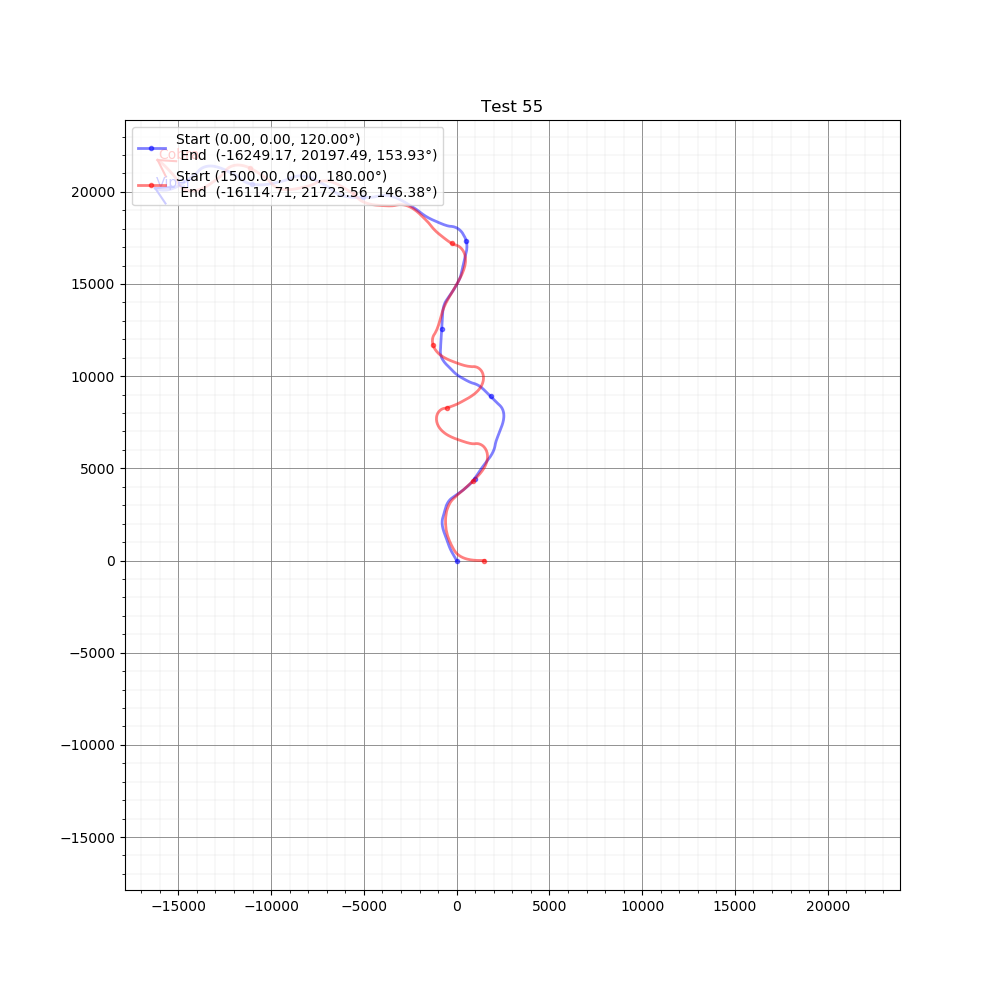 Test 55
Start (0.00, 0.00, 120.00°)
End (-16249.17, 20197.49, 153.93°)
Start (1500.00, 0.00, 180.00°)
End (-16114.71, 21723.56, 146.38°)
20000
15000
10000
5000
0
−5000
−10000
−15000
−15000 −10000 −5000 0 5000 10000 15000 20000